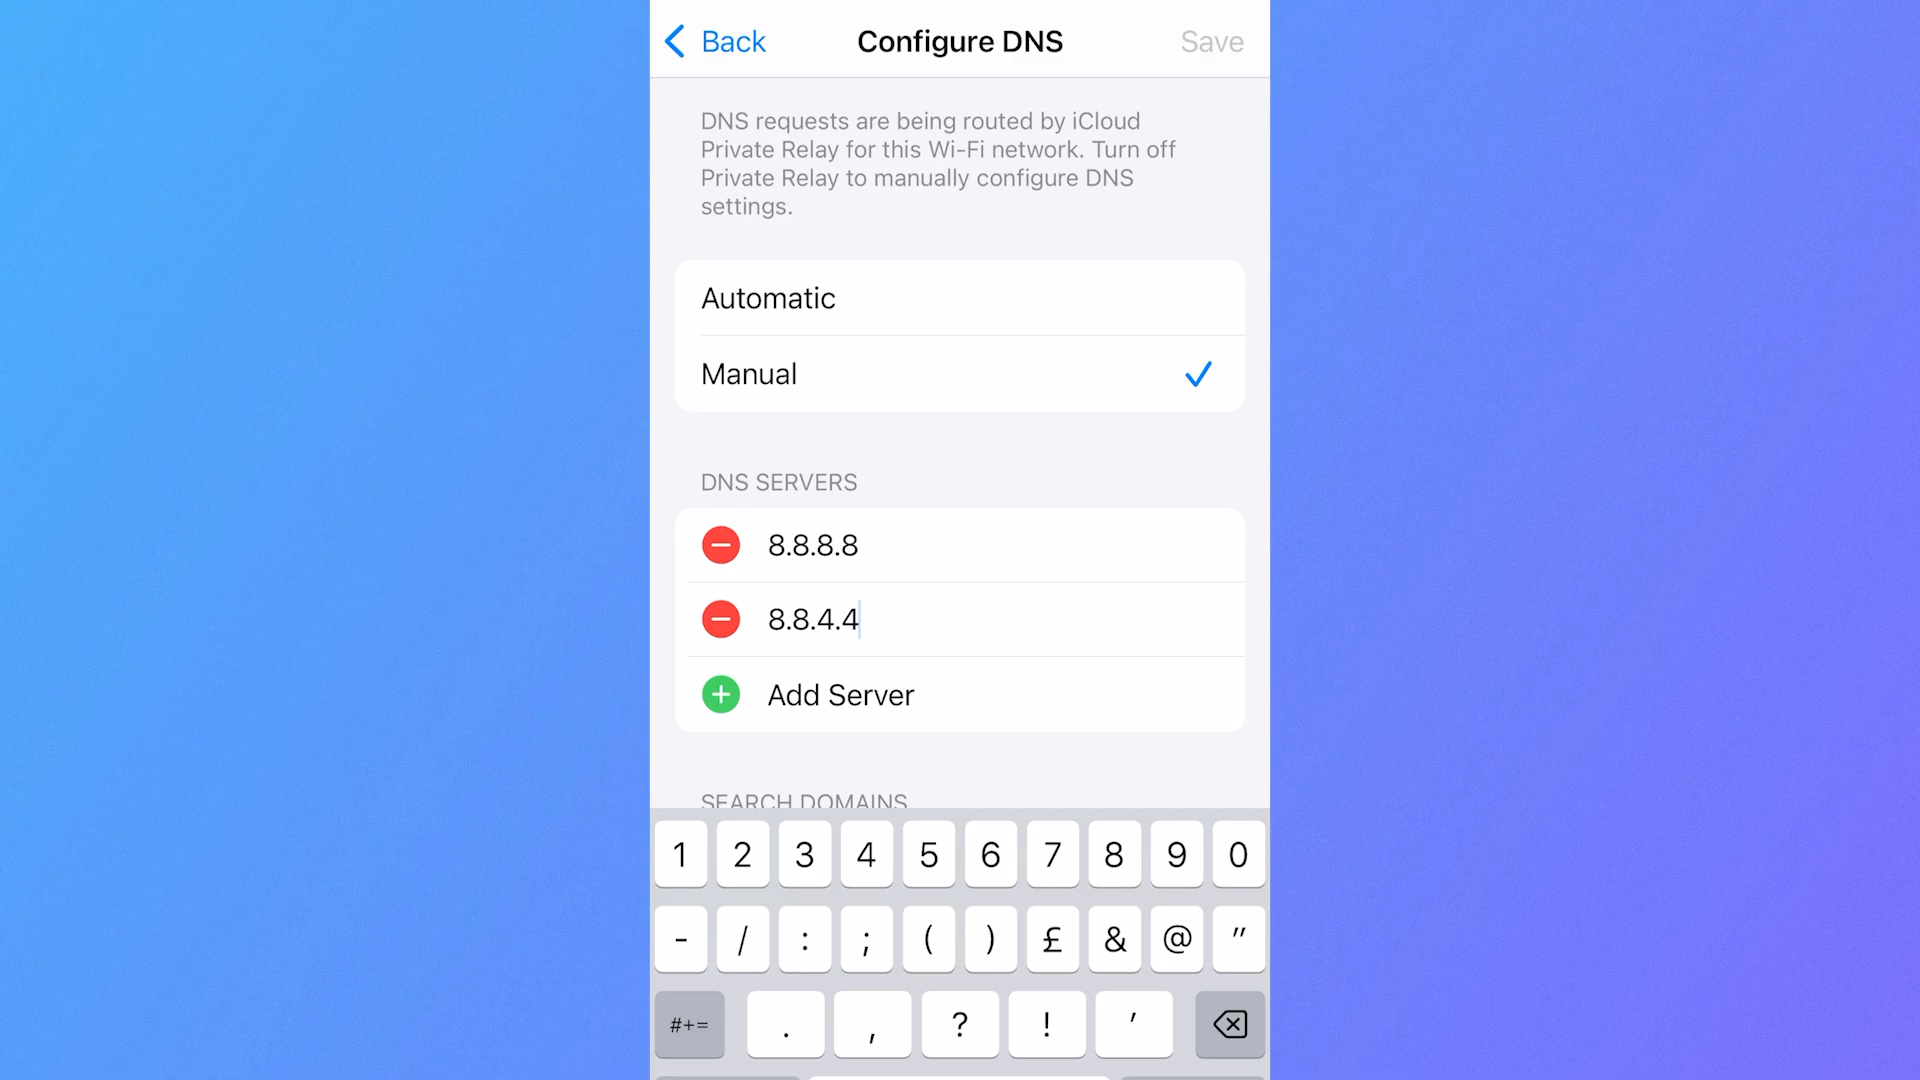 Back Configure DNS Save
DNS requests are being routed by iCloud
Private Relay for this Wi-Fi network. Turn off
Private Relay to manually configure DNS
settings.
Automatic
Manual
DNS SERVERS
8.8.8.8
8.8.4.4
Add Server
SEARCH DOMAINS
1 2 3 4 5 6 7 8 9 0
- / : ; ( ) £ & @ "
#+= . , ? ! '